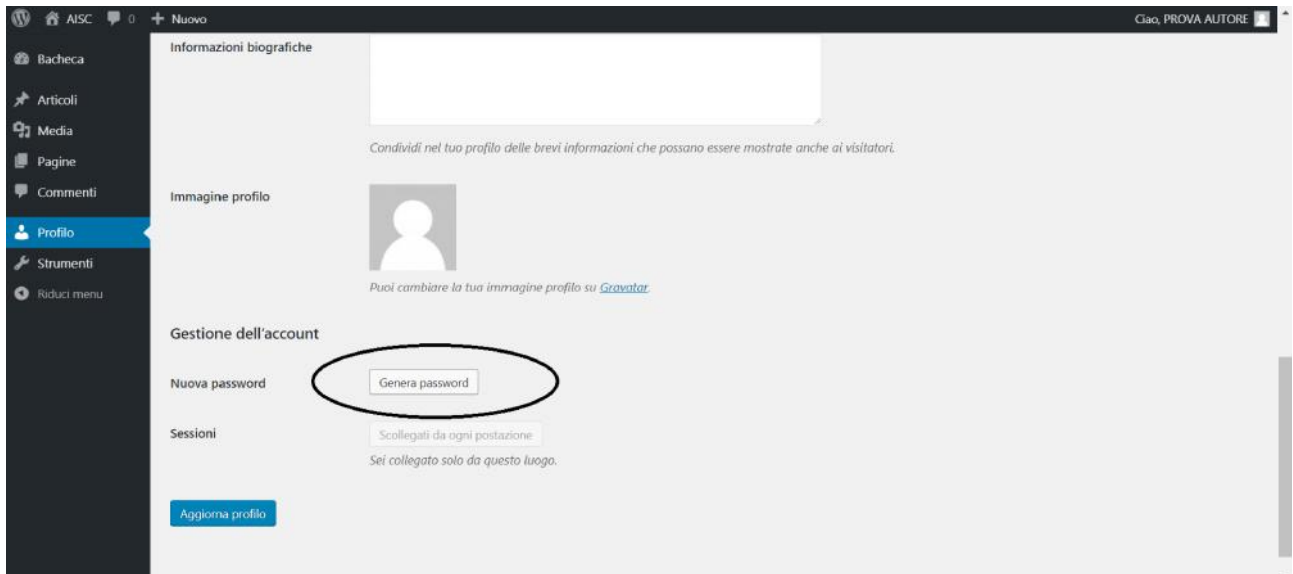 AISC 0 + Nuovo Ciao, PROVA AUTORE
Bacheca
Articoli
Media
Pagine
Commenti
Profilo
Strumenti
Riduci menu
Informazioni biografiche
Condividi nel tuo profilo delle brevi informazioni che possano essere mostrate anche ai visitatori.
Immagine profilo
Puoi cambiare la tua immagine profilo su Gravatar.
Gestione dell'account
Nuova password Genera password
Sessioni Scollegati da ogni postazione
Sei collegato solo da questo luogo.
Aggiorna profilo